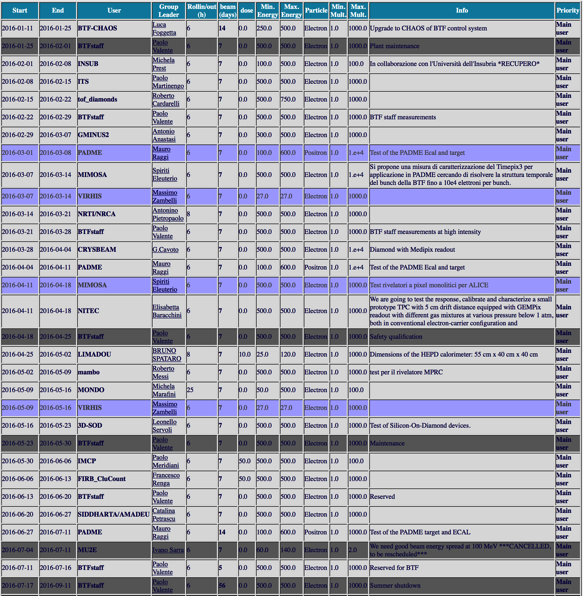 Start End User Group Leader Rollin/out (h) beam (days) dose Min. Energy Max. Energy Particle Min. Mult. Max. Mult. Info Priority
2016-01-11 2016-01-25 BTF-CHAOS Luca Foggetta 6 14 0.0 250.0 500.0 Electron 1.0 1000.0 Upgrade to CHAOS of BTF control system Main user
2016-01-25 2016-02-01 BTFstaff Paolo Valente 6 7 0.0 500.0 500.0 Electron 1.0 1000.0 Plant maintenance Main user
2016-02-01 2016-02-08 INSUB Michela Prest 6 7 0.0 100.0 500.0 Electron 1.0 100.0 In collaborazione con l'Università dell'Insubria *RECUPERO* Main user
2016-02-08 2016-02-15 ITS Paolo Martinengo 6 7 0.0 500.0 500.0 Electron 1.0 1000.0 Main user
2016-02-15 2016-02-22 tof_diamonds Roberto Cardarelli 6 7 0.0 500.0 750.0 Electron 1.0 1000.0 Main user
2016-02-22 2016-02-29 BTFstaff Paolo Valente 6 7 0.0 500.0 500.0 Electron 1.0 1000.0 BTF staff measurements Main user
2016-02-29 2016-03-07 GMINUS2 Antonio Anastasi 6 7 0.0 300.0 500.0 Electron 1.0 1000.0 Main user
2016-03-01 2016-03-08 PADME Mauro Raggi 6 7 0.0 100.0 600.0 Positron 1.0 1.e+4 Test of the PADME Ecal and target Main user
2016-03-07 2016-03-14 MIMOSA Spiriti Eleuterio 6 7 0.0 500.0 500.0 Electron 1.0 1.e+4 Si propone una misura di caratterizzazione del Timepix3 per applicazione in PADME cercando di risolvere la struttura temporale del bunch della BTF fino a 10e4 elettroni per bunch. Main user
2016-03-07 2016-03-14 VIRHIS Massimo Zambelli 6 7 0.0 27.0 27.0 Electron 1.0 1000.0 Main user
2016-03-14 2016-03-21 NRTI/NRCA Antonino Pietropaolo 8 7 0.0 500.0 500.0 Electron 1.0 1000.0 Main user
2016-03-21 2016-03-28 BTFstaff Paolo Valente 6 7 0.0 500.0 500.0 Electron 1.0 1000.0 BTF staff measurements at high intensity Main user
2016-03-28 2016-04-04 CRYSBEAM G.Cavoto 6 7 0.0 500.0 500.0 Electron 1.0 1.e+4 Diamond with Medipix readout Main user
2016-04-04 2016-04-11 PADME Mauro Raggi 6 7 0.0 100.0 600.0 Positron 1.0 1.e+4 Test of the PADME Ecal and target Main user
2016-04-11 2016-04-18 MIMOSA Spiriti Eleuterio 6 7 0.0 500.0 500.0 Electron 1.0 1000.0 Test rivelatori a pixel monolitici per ALICE Main user
2016-04-11 2016-04-18 NITEC Elisabetta Baracchini 6 7 0.0 500.0 500.0 Electron 1.0 1000.0 We are going to test the response, calibrate and characterize a small prototype TPC with 5 cm drift distance equipped with GEMPix readout with different gas mixtures at various pressure below 1 atm, both in conventional electron-carrier configuration and Main user
2016-04-18 2016-04-25 BTFstaff Paolo Valente 6 7 0.0 500.0 500.0 Electron 1.0 1000.0 Safety qualification Main user
2016-04-25 2016-05-02 LIMADOU BRUNO SPATARO 8 7 10.0 25.0 120.0 Electron 1.0 1000.0 Dimensions of the HEPD calorimeter: 55 cm x 40 cm x 40 cm Main user
2016-05-02 2016-05-09 mambo Roberto Messi 6 7 0.0 500.0 500.0 Electron 1.0 1000.0 test per il rivelatore MPRC Main user
2016-05-09 2016-05-16 MONDO Michela Marafini 25 7 0.0 50.0 500.0 Electron 1.0 100.0 Main user
2016-05-09 2016-05-16 VIRHIS Massimo Zambelli 6 7 0.0 27.0 27.0 Electron 1.0 1000.0 Main user
2016-05-16 2016-05-23 3D-SOD Leonello Servoli 6 7 0.0 500.0 500.0 Electron 1.0 1000.0 Test of Silicon-On-Diamond devices. Main user
2016-05-23 2016-05-30 BTFstaff Paolo Valente 6 7 0.0 500.0 500.0 Electron 1.0 1000.0 Maintenance Main user
2016-05-30 2016-06-06 IMCP Paolo Meridiani 6 7 50.0 500.0 500.0 Electron 1.0 100.0 Main user
2016-06-06 2016-06-13 FIRB_CluCount Francesco Renga 6 7 50.0 500.0 500.0 Electron 1.0 1000.0 Main user
2016-06-13 2016-06-20 BTFstaff Paolo Valente 6 7 0.0 500.0 500.0 Electron 1.0 1000.0 Reserved Main user
2016-06-20 2016-06-27 SIDDHARTA/AMADEU Catalina Petrascu 6 7 0.0 500.0 500.0 Electron 1.0 1000.0 Main user
2016-06-27 2016-07-11 PADME Mauro Raggi 6 14 0.0 100.0 600.0 Positron 1.0 1000.0 Test of the PADME target and ECAL Main user
2016-07-04 2016-07-11 MU2E Ivano Sarra 6 7 0.0 60.0 140.0 Electron 1.0 2.0 We need good beam energy spread at 100 MeV ***CANCELLED, to be rescheduled*** Main user
2016-07-11 2016-07-16 BTFstaff Paolo Valente 6 5 0.0 500.0 500.0 Electron 1.0 1000.0 Reserved for BTF Main user
2016-07-17 2016-09-11 BTFstaff Paolo Valente 6 56 0.0 500.0 500.0 Electron 1.0 1000.0 Summer shutdown Main user